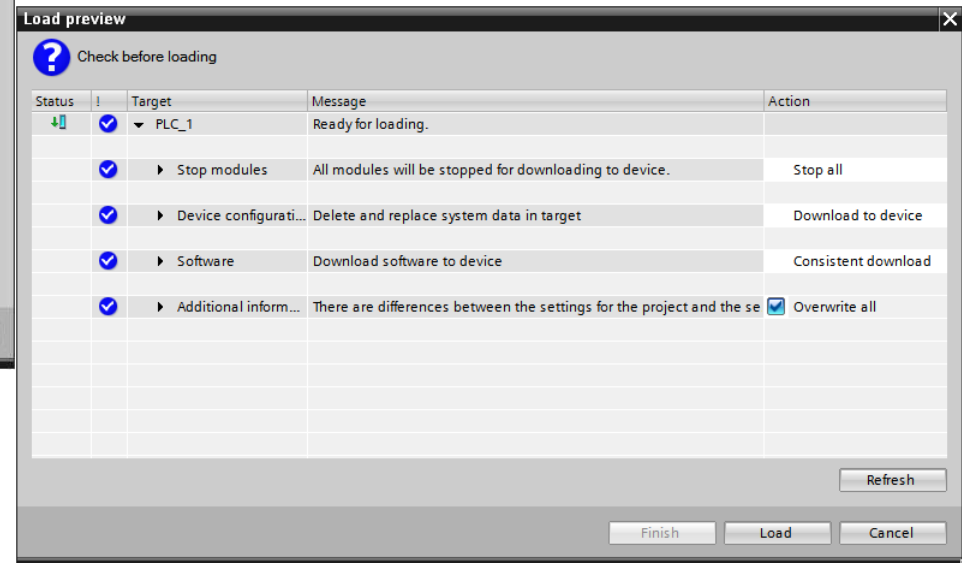 Load preview
Check before loading
Status ! Target Message Action
PLC_1 Ready for loading.
Stop modules All modules will be stopped for downloading to device. Stop all
Device configurati... Delete and replace system data in target Download to device
Software Download software to device Consistent download
Additional inform... There are differences between the settings for the project and the se Overwrite all
Refresh
Finish Load Cancel